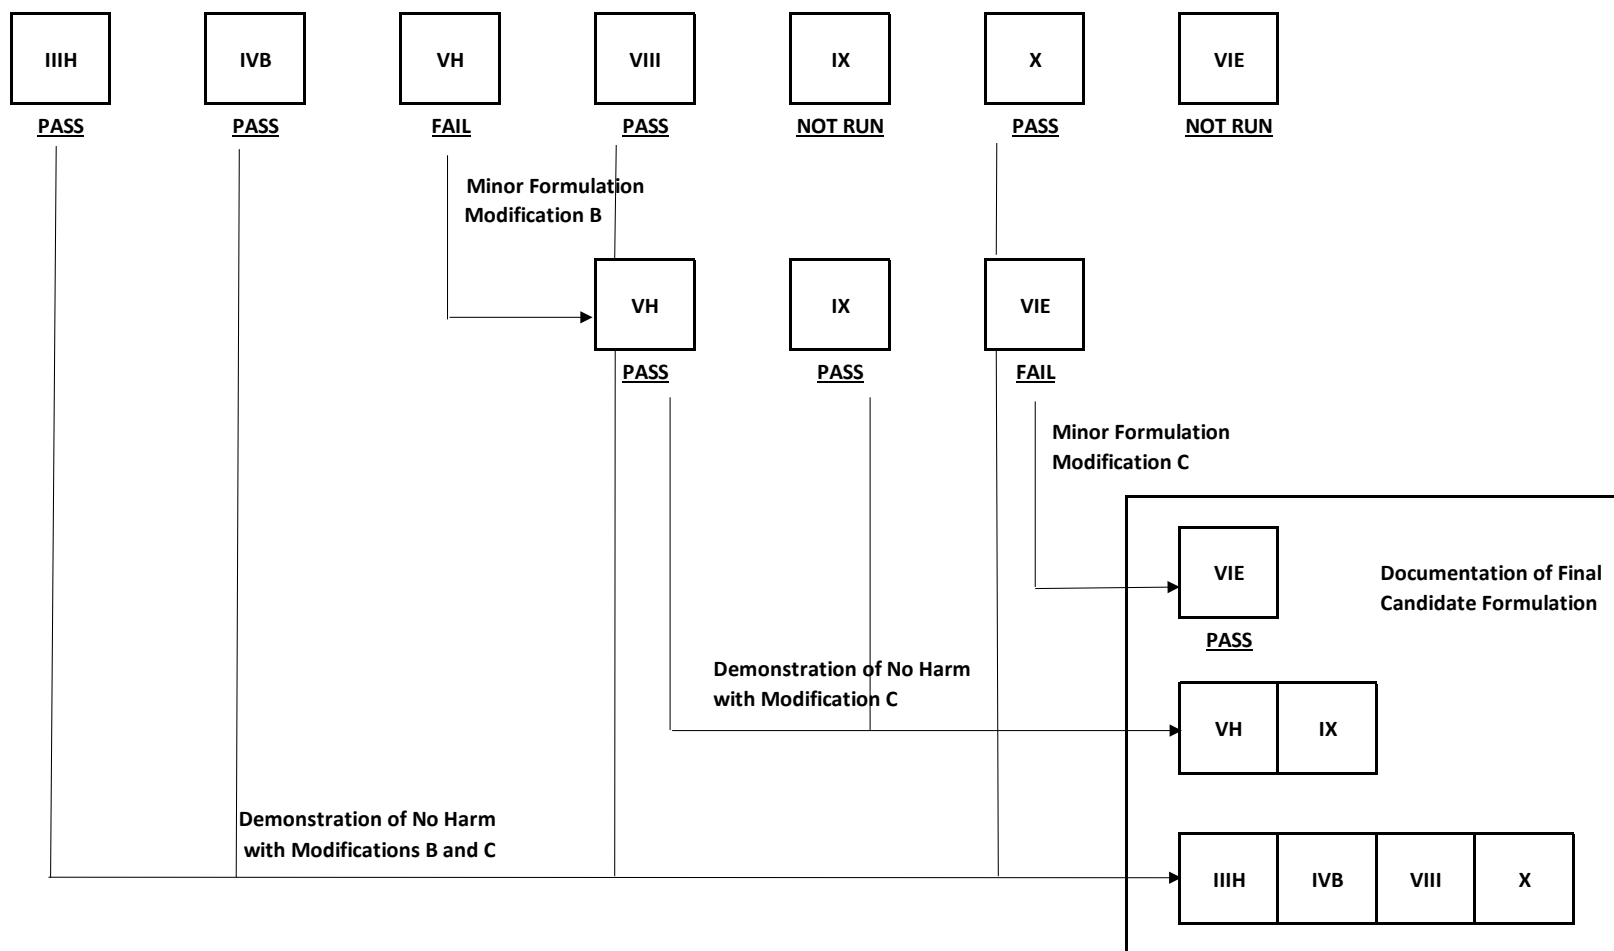 IIIH IVB VH VIII IX X VIE
PASS PASS FAIL PASS NOT RUN PASS NOT RUN
Minor Formulation
Modification B
VH IX VIE
PASS PASS FAIL
Minor Formulation
Modification C
VIE
PASS
Documentation of Final
Candidate Formulation
Demonstration of No Harm
with Modification C
VH IX
Demonstration of No Harm
with Modifications B and C
IIIH IVB VIII X